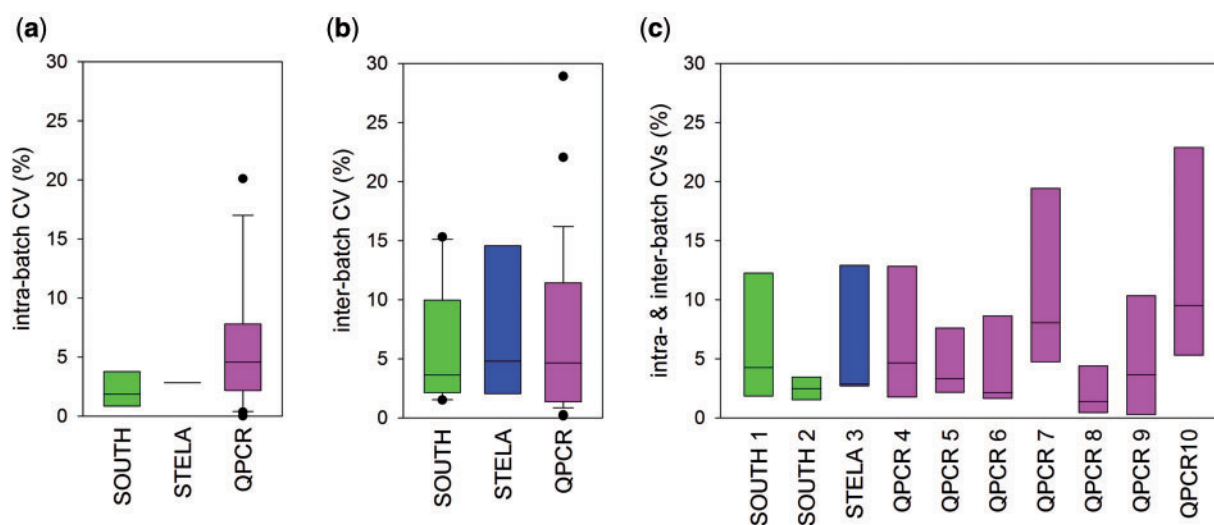 (a)
30
25
20
15
10
5
0
intra-batch CV (%)
SOUTH
STELA
QPCR
(b)
30
25
20
15
10
5
0
inter-batch CV (%)
SOUTH
STELA
QPCR
(c)
30
25
20
15
10
5
0
intra- & inter-batch CVs (%)
SOUTH 1
SOUTH 2
STELA 3
QPCR 4
QPCR 5
QPCR 6
QPCR 7
QPCR 8
QPCR 9
QPCR10